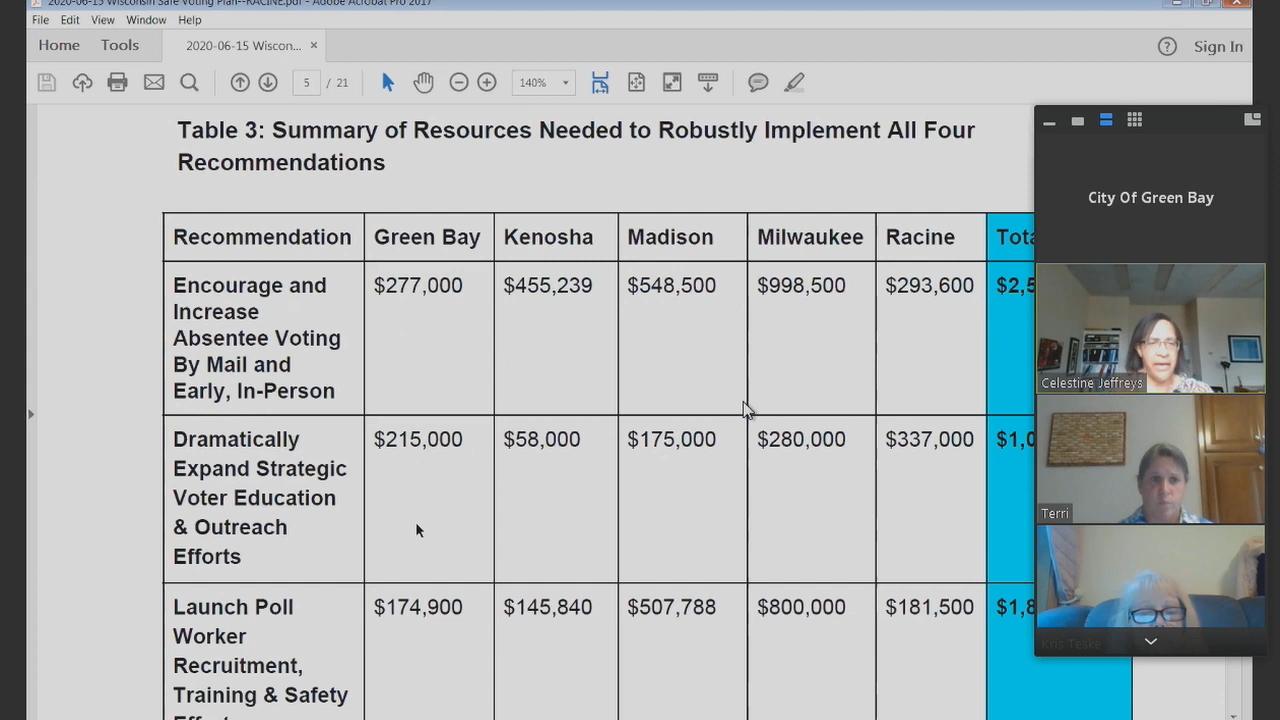 2020-06-15 Wisconsin Safe Voting Plan--RACINE.pdf - Adobe Acrobat Pro 2017
File Edit View Window Help
Home Tools 2020-06-15 Wiscon... × Sign In
5 / 21 140%
Table 3: Summary of Resources Needed to Robustly Implement All Four
Recommendations
Recommendation Green Bay Kenosha Madison Milwaukee Racine Tota
Encourage and $277,000 $455,239 $548,500 $998,500 $293,600 $2,5
Increase
Absentee Voting
By Mail and
Early, In-Person
Dramatically $215,000 $58,000 $175,000 $280,000 $337,000 $1,0
Expand Strategic
Voter Education
& Outreach
Efforts
Launch Poll $174,900 $145,840 $507,788 $800,000 $181,500 $1,8
Worker
Recruitment,
Training & Safety
City Of Green Bay
Celestine Jeffreys
Terri
Kris Teske